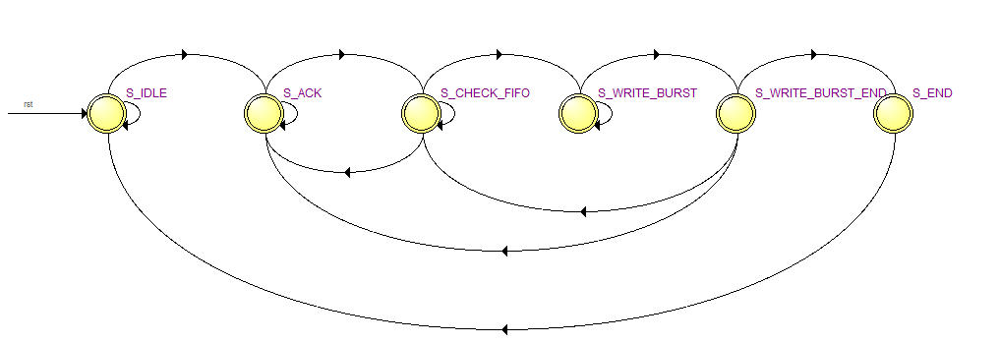 rst
S_IDLE
S_ACK
S_CHECK_FIFO
S_WRITE_BURST
S_WRITE_BURST_END
S_END